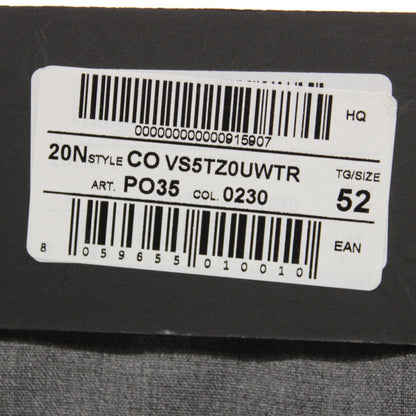 HQ
000000000000915907
20N STYLE CO VS5TZ0UWTR TG/SIZE
ART. PO35 COL. 0230 52
EAN
8 059655 010010